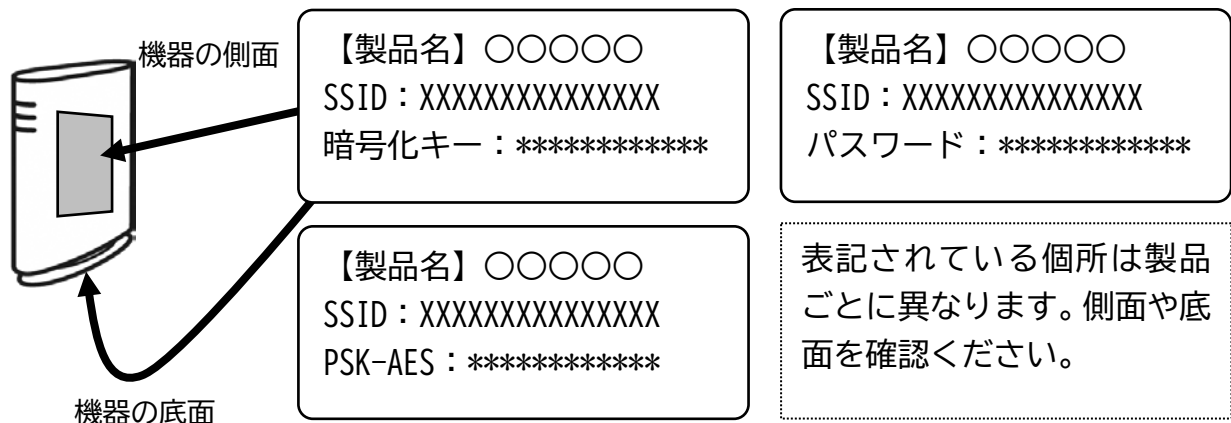 機器の側面
【製品名】○○○○○
SSID：XXXXXXXXXXXXXXX
暗号化キー：************
【製品名】○○○○○
SSID：XXXXXXXXXXXXXXX
パスワード：************
【製品名】○○○○○
SSID：XXXXXXXXXXXXXXX
PSK-AES：************
表記されている個所は製品
ごとに異なります。側面や底
面を確認ください。
機器の底面